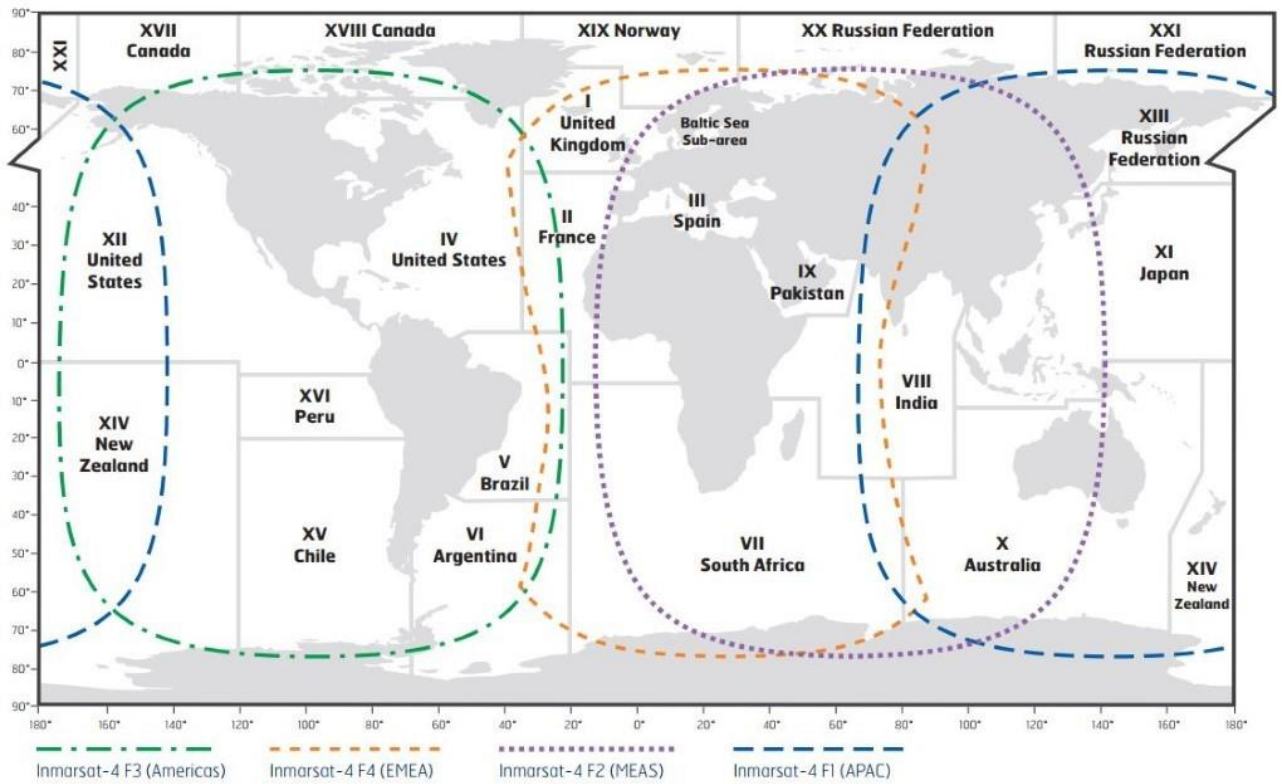 90°
80°
70°
60°
40°
30°
20°
10°
0°
10°
20°
30°
40°
50°
60°
70°
80°
90°
XXI
XVII
Canada
XVIII Canada
XIX Norway
XX Russian Federation
XXI
Russian Federation
I
United
Kingdom
Baltic Sea
Sub-area
XIII
Russian
Federation
XII
United
States
IV
United States
II
France
III
Spain
IX
Pakistan
XI
Japan
XIV
New
Zealand
XVI
Peru
V
Brazil
VIII
India
XV
Chile
VI
Argentina
VII
South Africa
X
Australia
XIV
New
Zealand
180° 160° 140° 120° 100° 80° 60° 40° 20° 0° 20° 40° 60° 80° 100° 120° 140° 160° 180°
Inmarsat-4 F3 (Americas) Inmarsat-4 F4 (EMEA) Inmarsat-4 F2 (MEAS) Inmarsat-4 F1 (APAC)